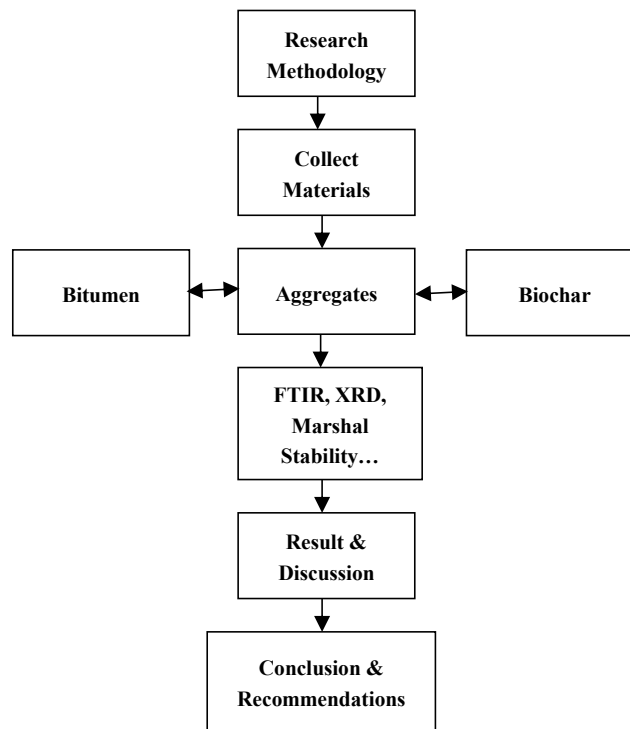 Research
Methodology
Collect
Materials
Bitumen
Aggregates
Biochar
FTIR, XRD,
Marshal
Stability…
Result &
Discussion
Conclusion &
Recommendations